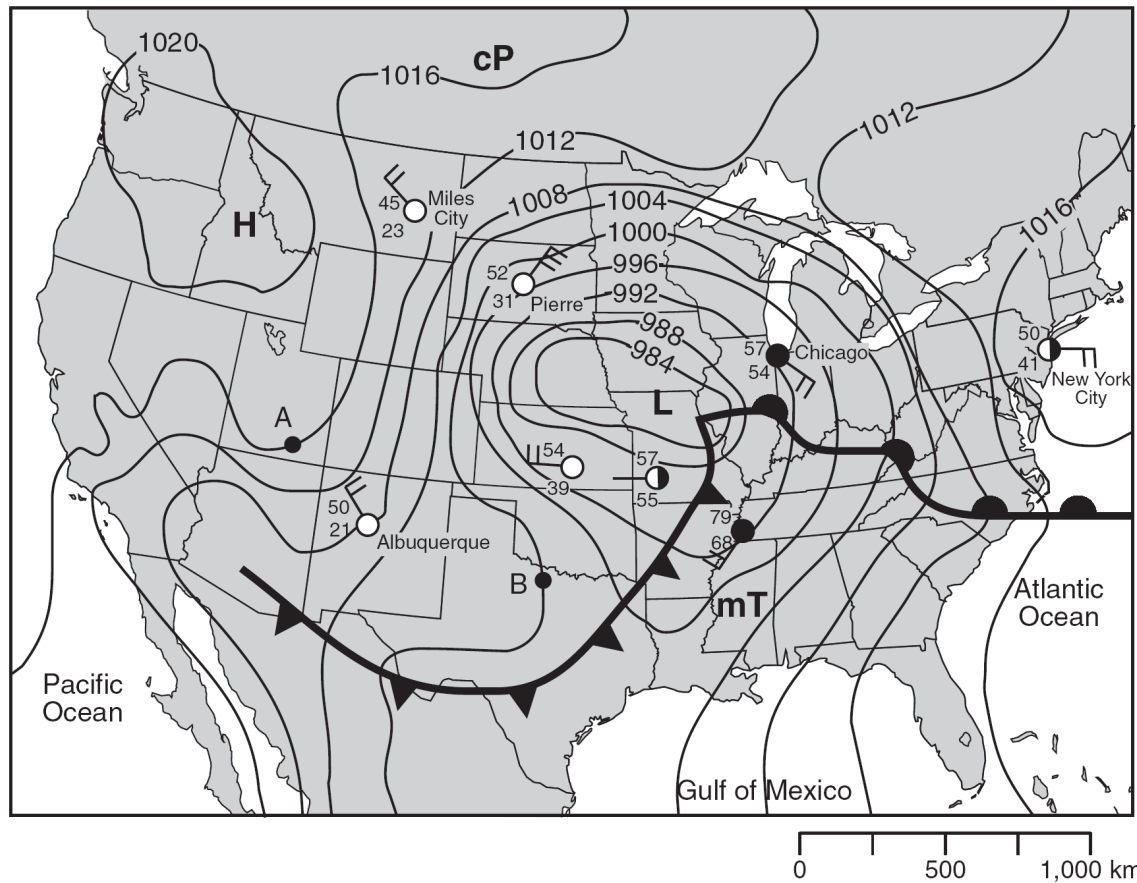 1020
cP
1016
1012
1012
1008
1004
1000
996
992
988
984
1016
45
23
Miles
City
H
52
31
Pierre
57
54
Chicago
50
41
New York
City
L
A
54
39
57
55
50
21
Albuquerque
79
68
B
mT
Atlantic
Ocean
Pacific
Ocean
Gulf of Mexico
0
500
1,000 km